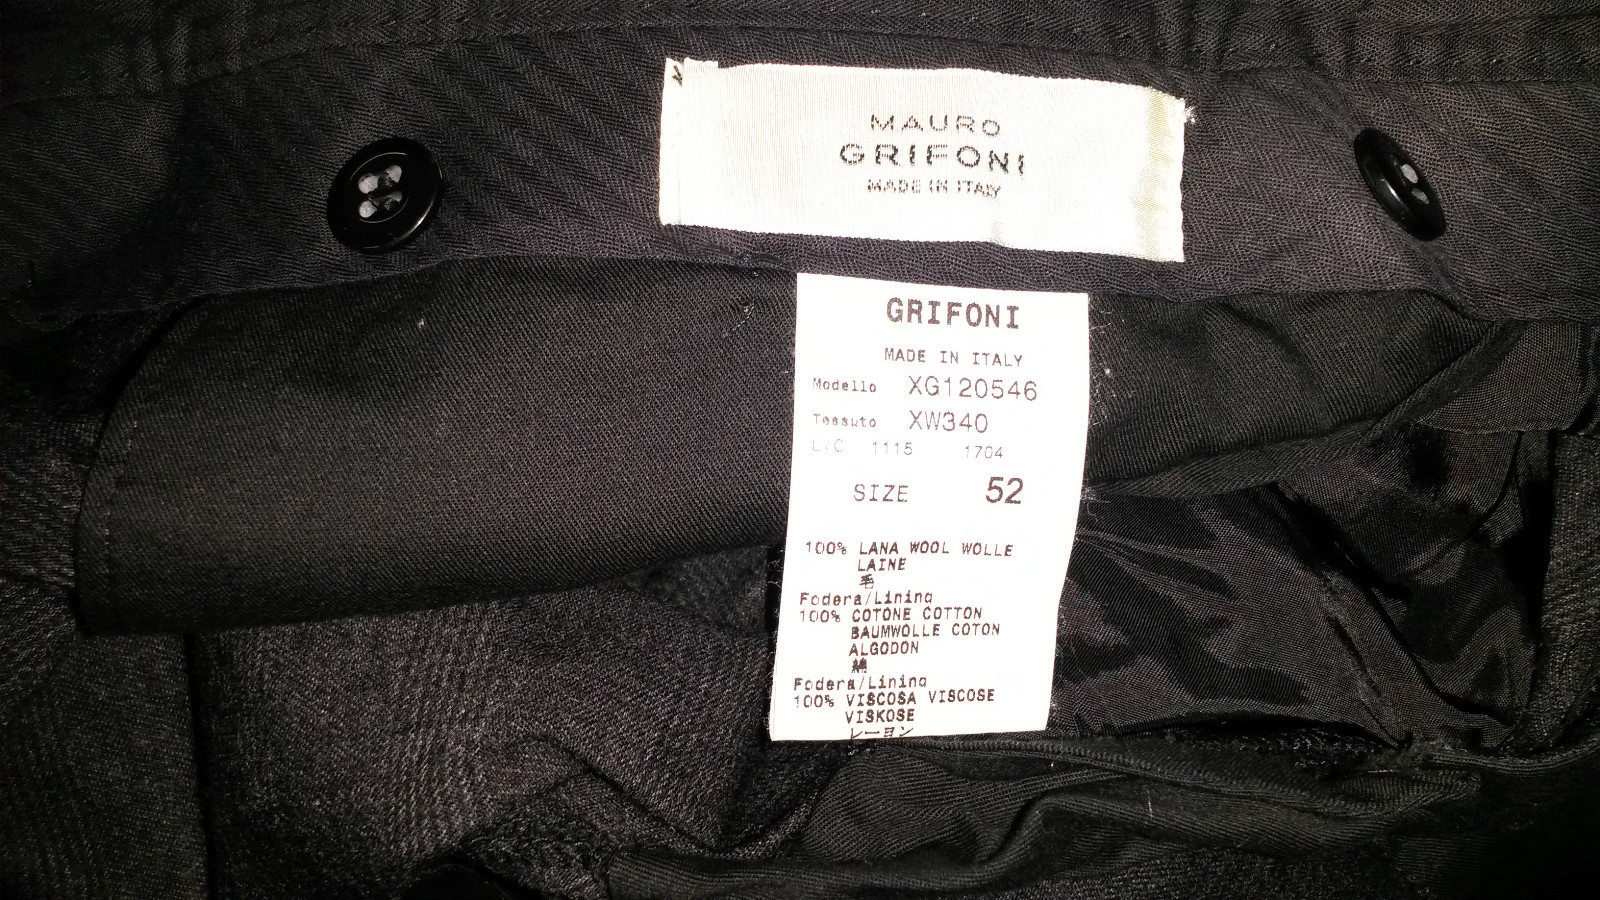 MAURO
GRIFONI
MADE IN ITALY
GRIFONI
MADE IN ITALY
Modello XG120546
Tessuto XW340
L/C 1115 1704
SIZE 52
100% LANA WOOL WOLLE
LAINE
毛
Fodera/Lining
100% COTONE COTTON
BAUMWOLLE COTON
ALGODON
綿
Fodera/Lining
100% VISCOSA VISCOSE
VISKOSE
レーヨン